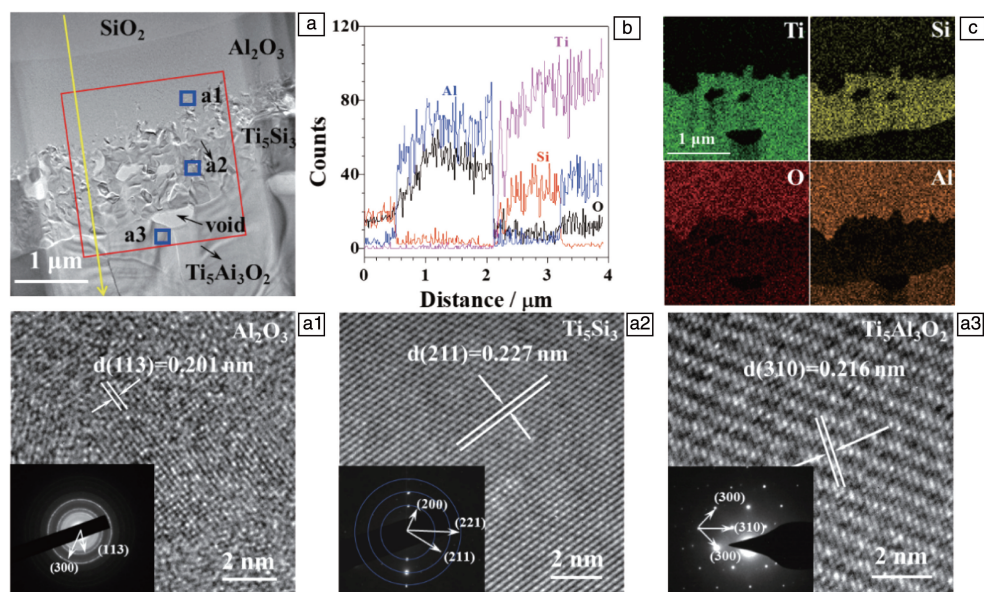 a
SiO2
Al2O3
a1
Ti5Si3
a2
void
a3
1 μm
Ti5Ai3O2
b
120
80
40
0
Counts
Ti
Al
Si
O
0 1 2 3 4
Distance / μm
c
Ti
Si
1 μm
O
Al
a1
Al2O3
d(113)=0.201 nm
(113)
(300)
2 nm
a2
Ti5Si3
d(211)=0.227 nm
(200)
(221)
(211)
2 nm
a3
Ti5Al3O2
d(310)=0.216 nm
(300)
(310)
(300)
2 nm